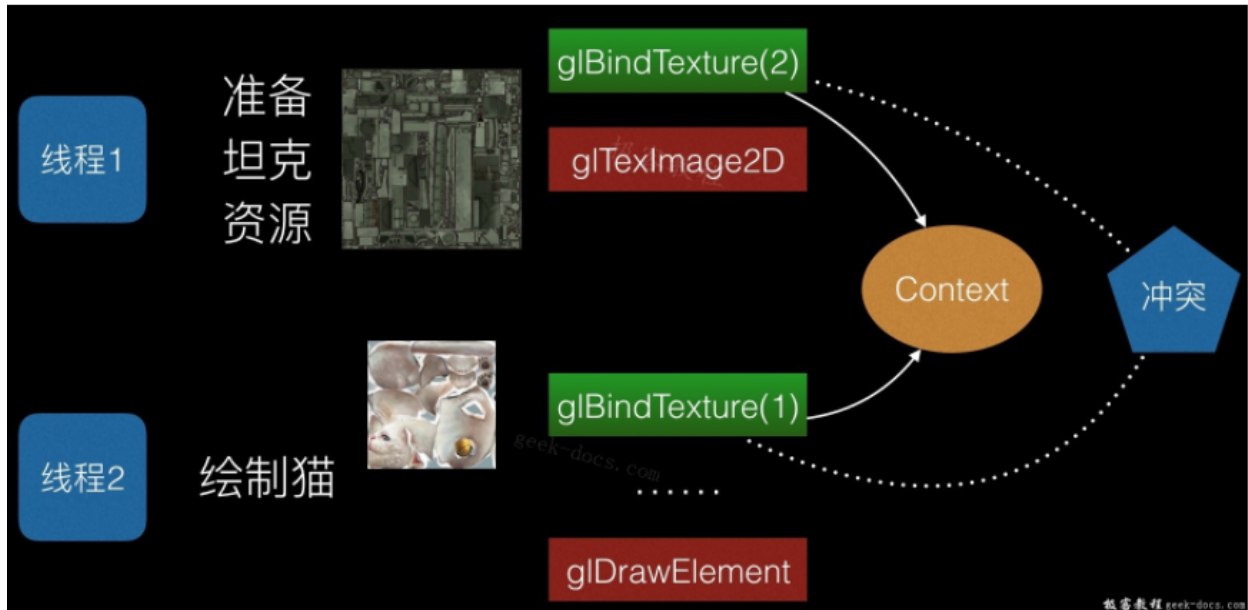 线程1
准备
坦克
资源
glBindTexture(2)
glTexImage2D
Context
冲突
线程2
绘制猫
glBindTexture(1)
geek-docs.com
......
glDrawElement
极客教程 geek-docs.com